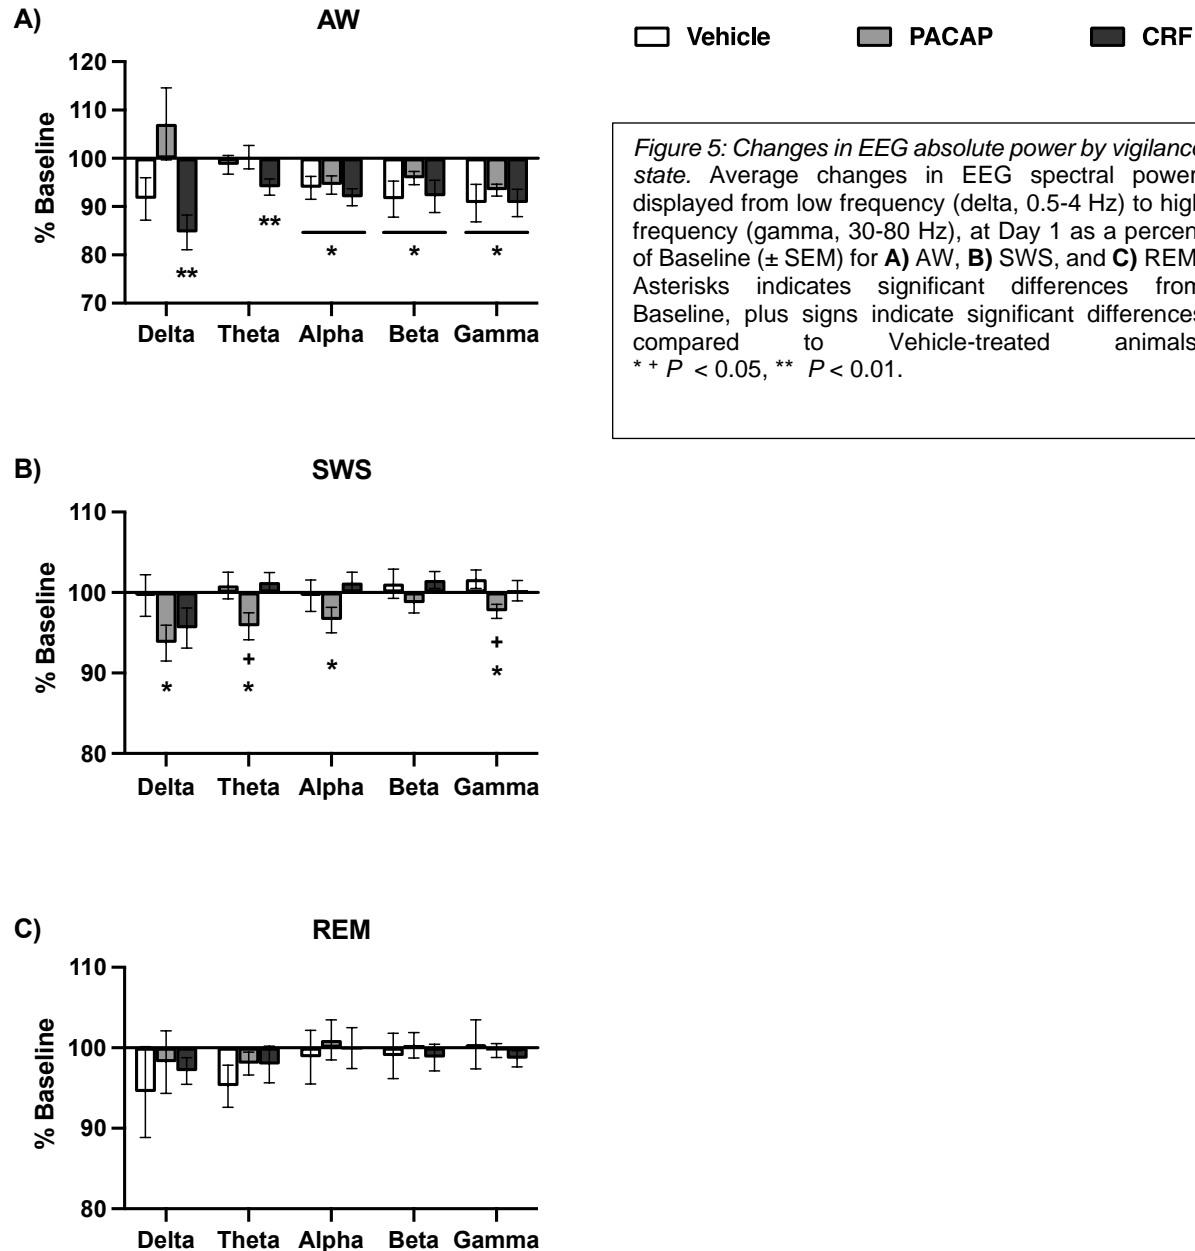 A)
AW
Vehicle
PACAP
CRF
% Baseline
120
110
100
90
80
70
**
**
*
*
*
Delta
Theta
Alpha
Beta
Gamma
Figure 5: Changes in EEG absolute power by vigilance
state. Average changes in EEG spectral power
displayed from low frequency (delta, 0.5-4 Hz) to high
frequency (gamma, 30-80 Hz), at Day 1 as a percen
of Baseline (± SEM) for A) AW, B) SWS, and C) REM
Asterisks indicates significant differences from
Baseline, plus signs indicate significant differences
compared to Vehicle-treated animals
* + P < 0.05, ** P < 0.01.
B)
SWS
% Baseline
110
100
90
80
*
+
*
*
+
*
Delta
Theta
Alpha
Beta
Gamma
C)
REM
% Baseline
110
100
90
80
Delta
Theta
Alpha
Beta
Gamma